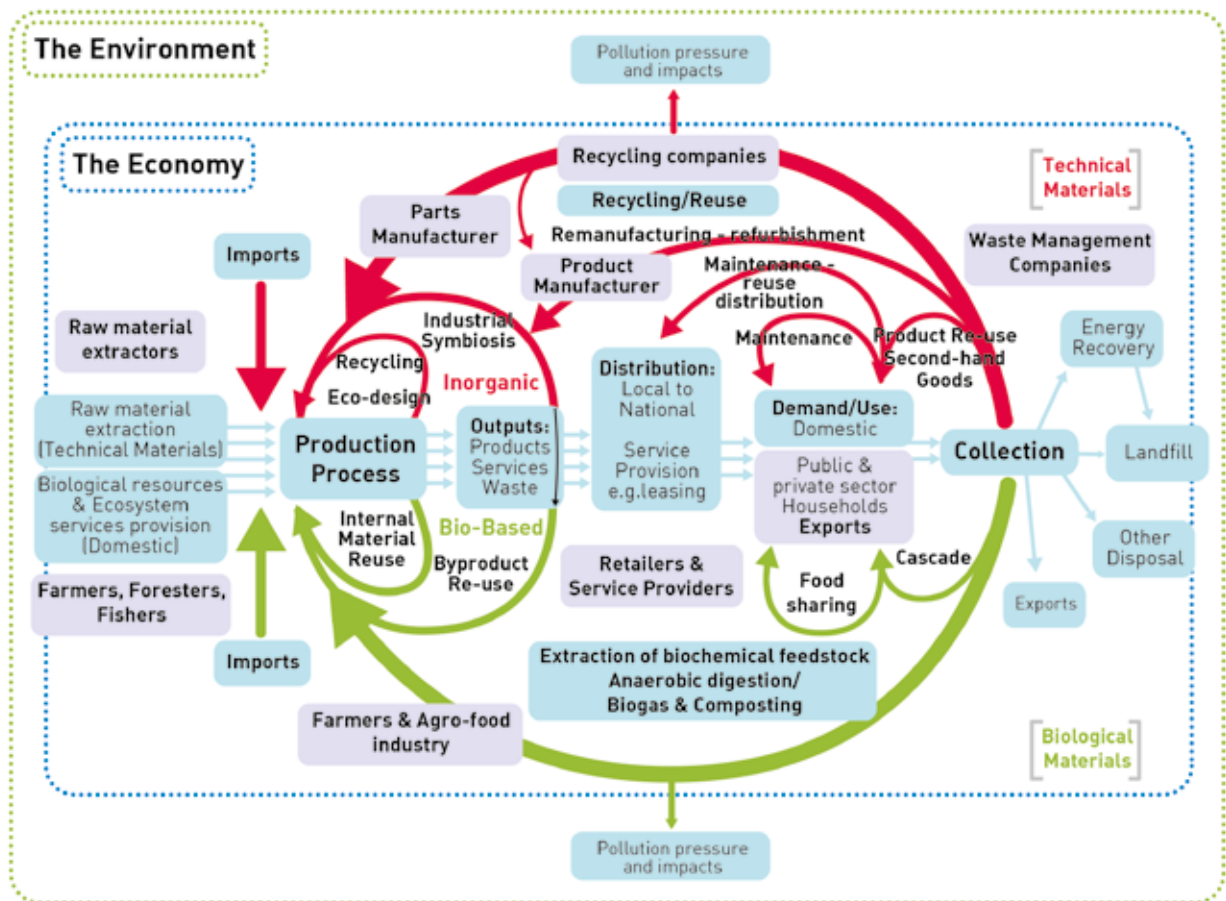 The Environment
Pollution pressure
and impacts
The Economy
Recycling companies
[Technical
Materials]
Recycling/Reuse
Parts
Manufacturer
Remanufacturing - refurbishment
Waste Management
Companies
Imports
Product
Manufacturer
Maintenance -
reuse
distribution
Raw material
extractors
Industrial
Symbiosis
Maintenance
Product Re-use
Second-hand
Goods
Energy
Recovery
Recycling
Eco-design
Inorganic
Raw material
extraction
(Technical Materials)
Biological resources
& Ecosystem
services provision
(Domestic)
Production
Process
Outputs:
Products
Services
Waste
Distribution:
Local to
National
Service
Provision
e.g.leasing
Demand/Use:
Domestic
Public &
private sector
Households
Exports
Collection
Landfill
Internal
Material
Reuse
Bio-Based
Byproduct
Re-use
Retailers &
Service Providers
Cascade
Food
sharing
Other
Disposal
Exports
Farmers, Foresters,
Fishers
Imports
Extraction of biochemical feedstock
Anaerobic digestion/
Biogas & Composting
Farmers & Agro-food
industry
[Biological
Materials]
Pollution pressure
and impacts